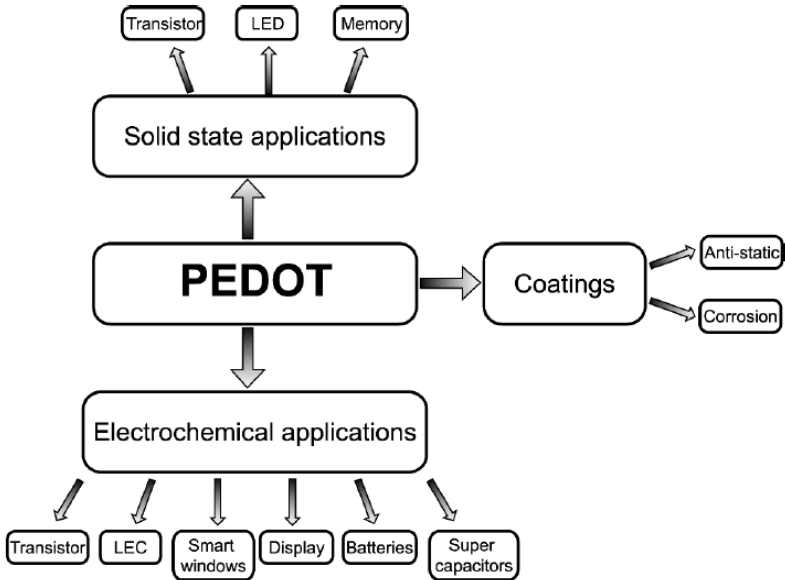 Transistor
LED
Memory
Solid state applications
PEDOT
Coatings
Anti-static
Corrosion
Electrochemical applications
Transistor
LEC
Smart
windows
Display
Batteries
Super
capacitors